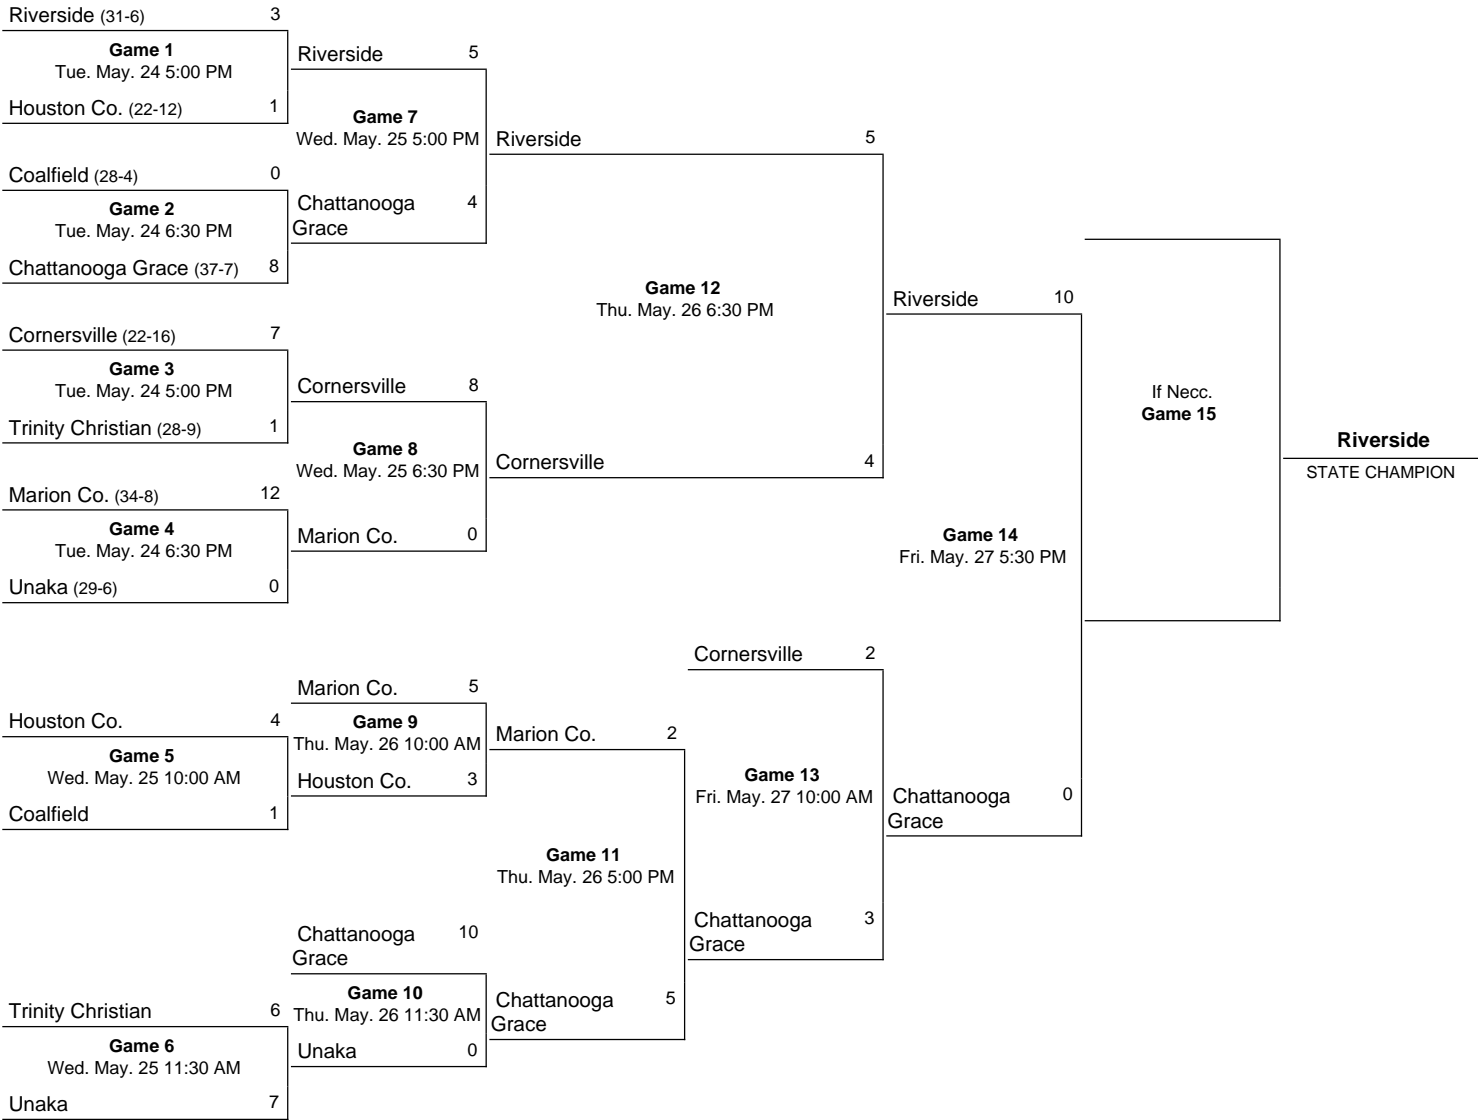 Riverside (31-6) 3
Game 1
Tue. May. 24 5:00 PM
Houston Co. (22-12) 1
Coalfield (28-4) 0
Game 2
Tue. May. 24 6:30 PM
Chattanooga Grace (37-7) 8
Cornersville (22-16) 7
Game 3
Tue. May. 24 5:00 PM
Trinity Christian (28-9) 1
Marion Co. (34-8) 12
Game 4
Tue. May. 24 6:30 PM
Unaka (29-6) 0
Houston Co. 4
Game 5
Wed. May. 25 10:00 AM
Coalfield 1
Trinity Christian 6
Game 6
Wed. May. 25 11:30 AM
Unaka 7
Riverside 5
Game 7
Wed. May. 25 5:00 PM
Chattanooga 4
Grace
Cornersville 8
Game 8
Wed. May. 25 6:30 PM
Marion Co. 0
Marion Co. 5
Game 9
Thu. May. 26 10:00 AM
Houston Co. 3
Chattanooga 10
Grace
Game 10
Thu. May. 26 11:30 AM
Unaka 0
Riverside 5
Game 12
Thu. May. 26 6:30 PM
Cornersville 4
Marion Co. 2
Game 11
Thu. May. 26 5:00 PM
Chattanooga 5
Grace
Cornersville 2
Game 13
Fri. May. 27 10:00 AM
Chattanooga 3
Grace
Riverside 10
Game 14
Fri. May. 27 5:30 PM
Chattanooga 0
Grace
If Necc.
Game 15
Riverside
STATE CHAMPION